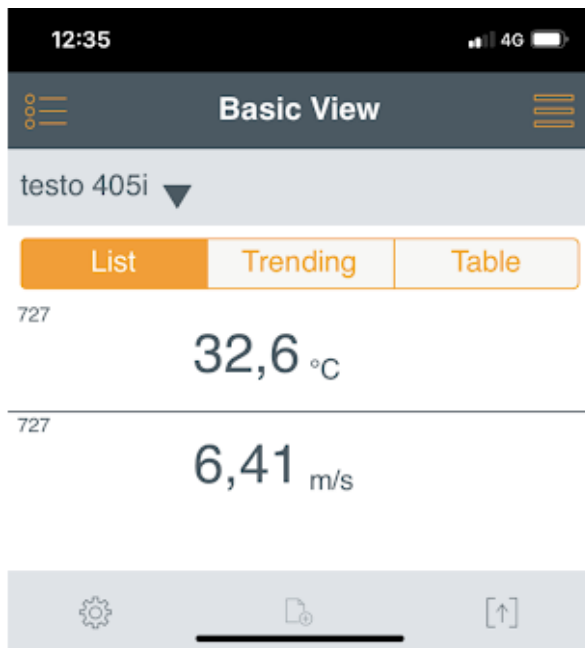 12:35 4G
Basic View
testo 405i
List Trending Table
727
32,6 °C
727
6,41 m/s